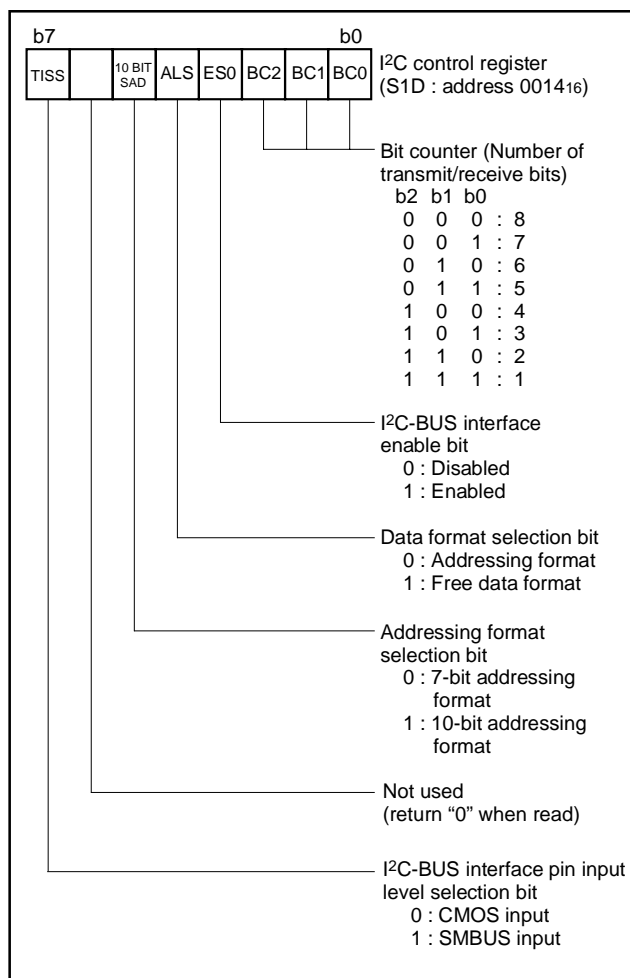 b7 b0
TISS 10 BIT SAD ALS ES0 BC2 BC1 BC0
I2C control register
(S1D : address 001416)
Bit counter (Number of
transmit/receive bits)
b2 b1 b0
0 0 0 : 8
0 0 1 : 7
0 1 0 : 6
0 1 1 : 5
1 0 0 : 4
1 0 1 : 3
1 1 0 : 2
1 1 1 : 1
I2C-BUS interface
enable bit
0 : Disabled
1 : Enabled
Data format selection bit
0 : Addressing format
1 : Free data format
Addressing format
selection bit
0 : 7-bit addressing
format
1 : 10-bit addressing
format
Not used
(return “0” when read)
I2C-BUS interface pin input
level selection bit
0 : CMOS input
1 : SMBUS input